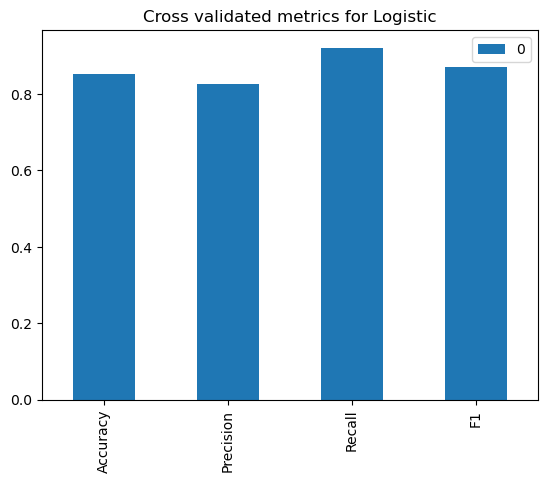 Cross validated metrics for Logistic
0
0.8
0.6
0.4
0.2
0.0
Accuracy
Precision
Recall
F1